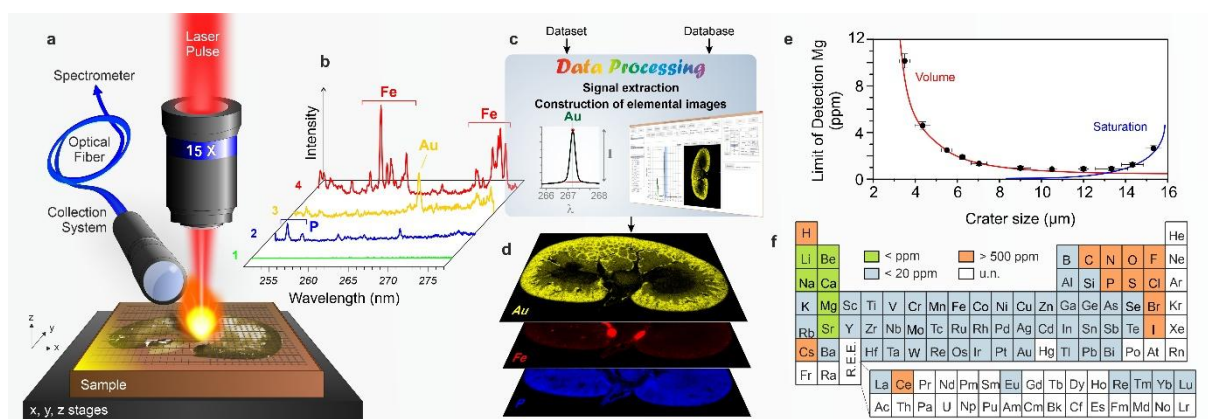 a
Laser
Pulse
Spectrometer
Optical
Fiber
15 X
Collection
System
z
y
x
Sample
x, y, z stages
b
Intensity
Fe
Fe
Au
4
3
2
P
1
255 260 265 270 275
Wavelength (nm)
c
Dataset Database
Data Processing
Signal extraction
Construction of elemental images
Au
I
266 267 268
λ
d
Au
Fe
P
e
Limit of Detection Mg
(ppm)
12
8
4
0
Volume
Saturation
2 4 6 8 10 12 14 16
Crater size (µm)
f
< ppm > 500 ppm
< 20 ppm u.n.
H He
Li Be B C N O F Ne
Na Ca Al Si P S Cl Ar
K Mg Sc Ti V Cr Mn Fe Co Ni Cu Zn Ga Ge As Se Br Kr
Rb Sr Y Zr Nb Mo Tc Ru Rh Pd Ag Cd In Sn Sb Te I Xe
Cs Ba R.E.E. Hf Ta W Re Os Ir Pt Au Hg Tl Pb Bi Po At Rn
Fr Ra
La Ce Pr Nd Pm Sm Eu Gd Tb Dy Ho Re Tm Yb Lu
Ac Th Pa U Np Pu Am Cm Bk Cf Es Fm Md No Lr